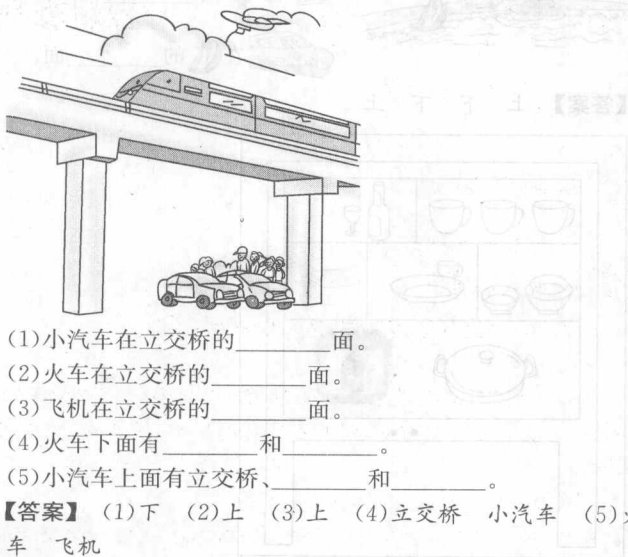 (1)小汽车在立交桥的________面。
(2)火车在立交桥的________面。
(3)飞机在立交桥的________面。
(4)火车下面有________和________。
(5)小汽车上面有立交桥、________和________。
【答案】 (1)下 (2)上 (3)上 (4)立交桥 小汽车 (5)
车 飞机